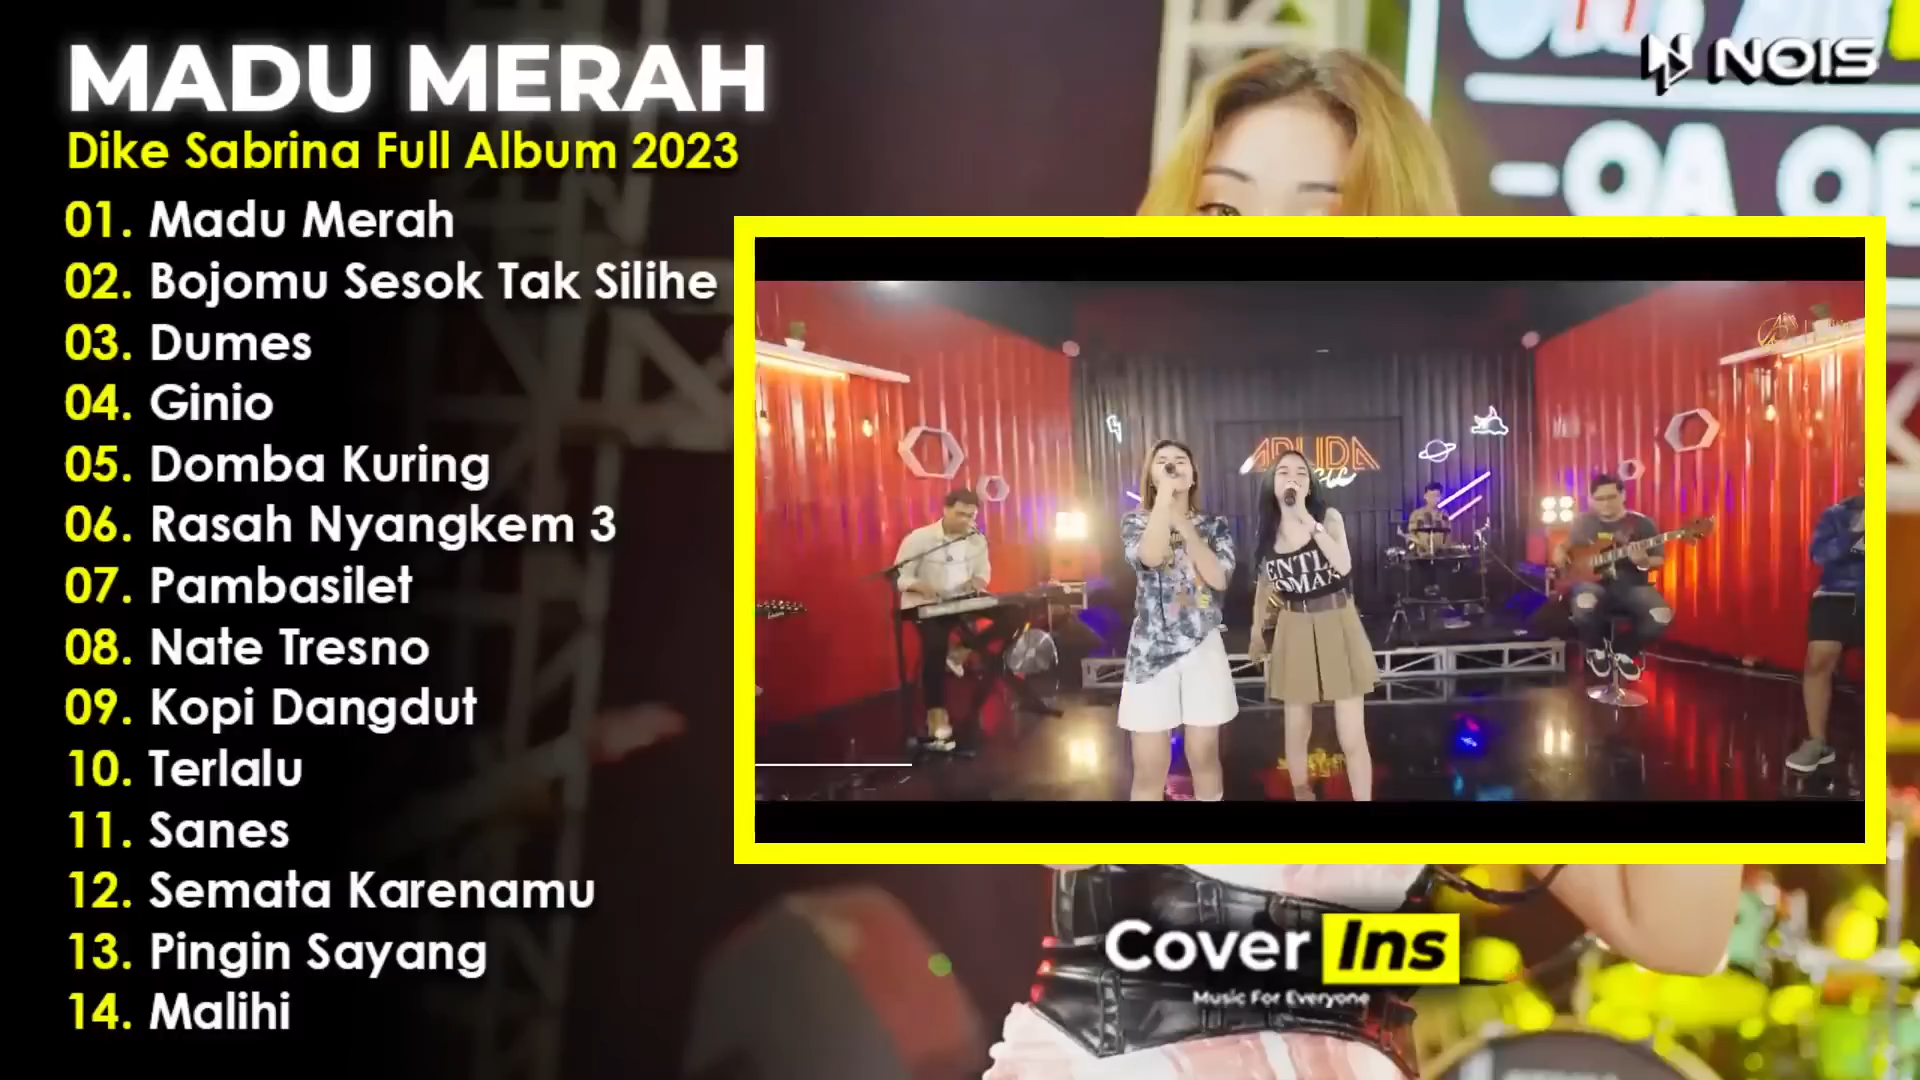 MADU MERAH
Dike Sabrina Full Album 2023
01. Madu Merah
02. Bojomu Sesok Tak Silihe
03. Dumes
04. Ginio
05. Domba Kuring
06. Rasah Nyangkem 3
07. Pambasilet
08. Nate Tresno
09. Kopi Dangdut
10. Terlalu
11. Sanes
12. Semata Karenamu
13. Pingin Sayang
14. Malihi
NOIS
ARUDA
Cover Ins
Music For Everyone